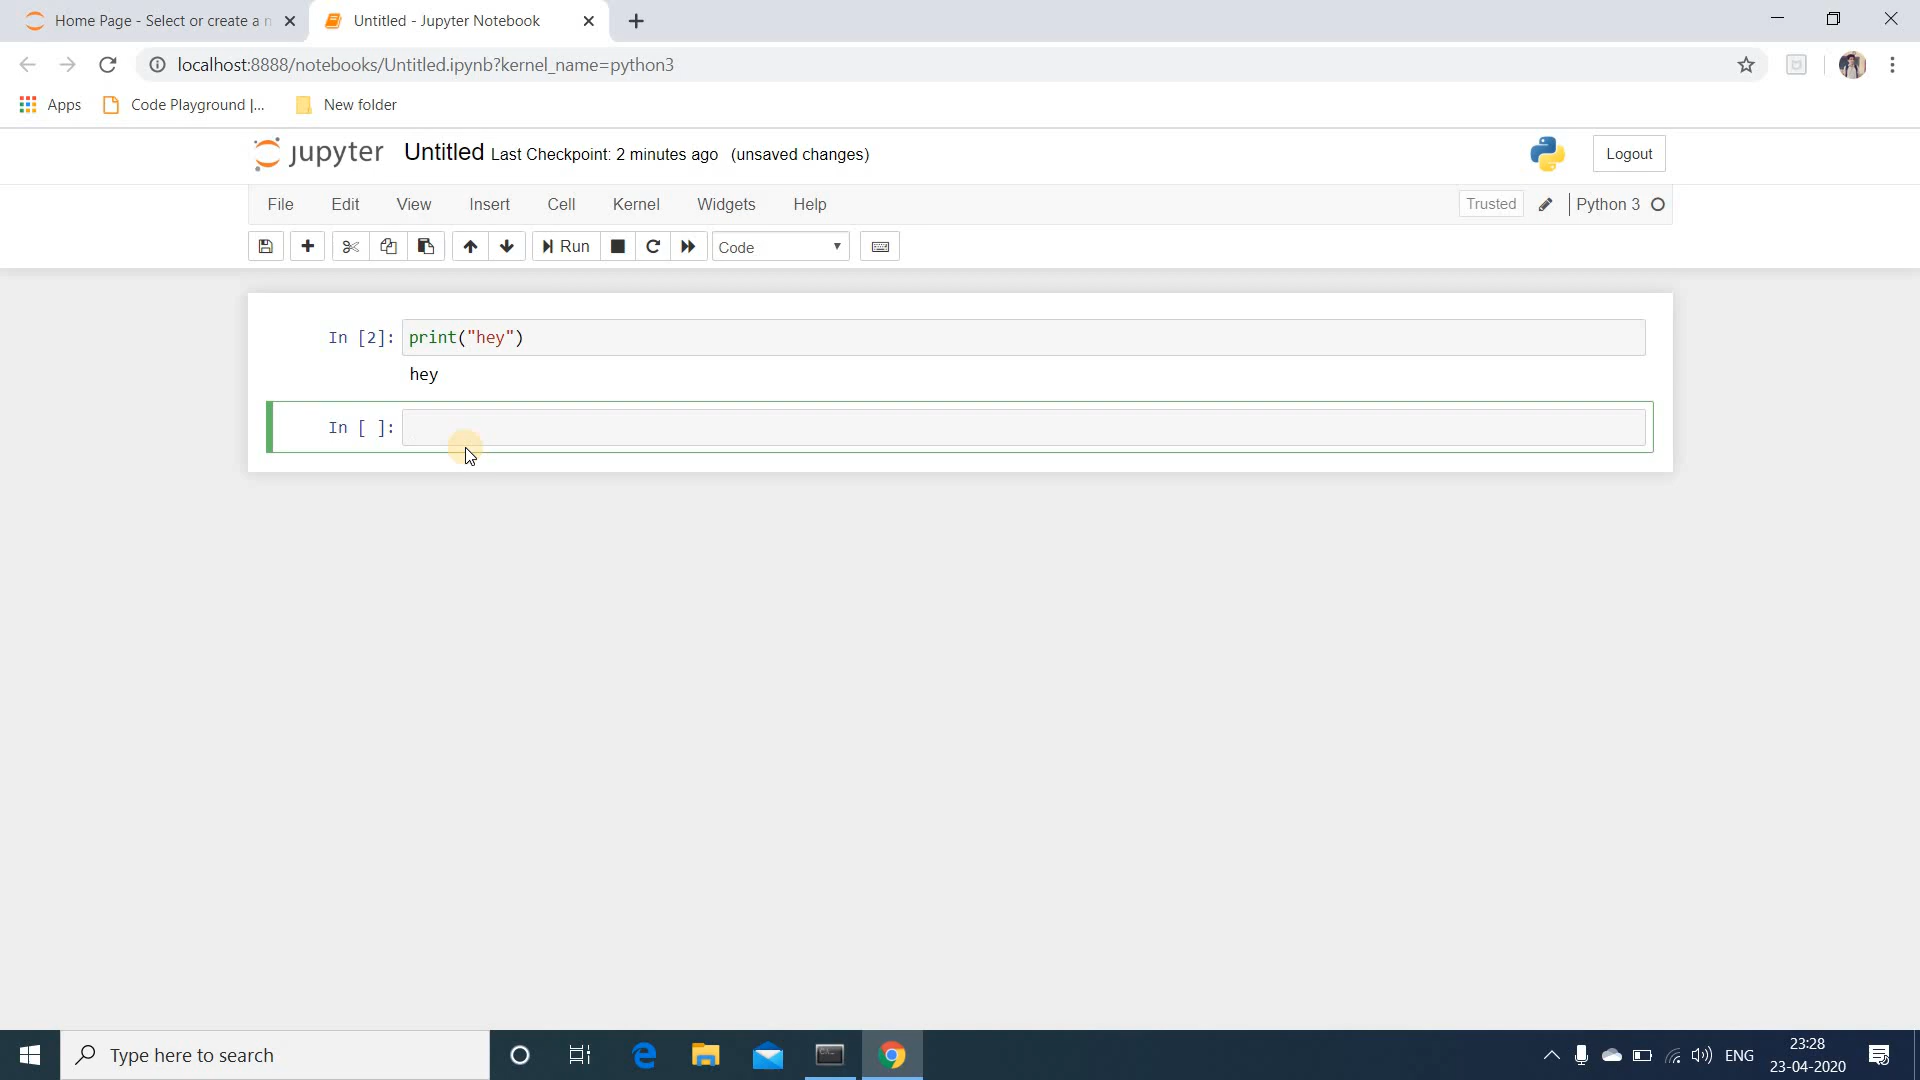 Home Page - Select or create a n
Untitled - Jupyter Notebook
localhost:8888/notebooks/Untitled.ipynb?kernel_name=python3
Apps
Code Playground |...
New folder
jupyter
Untitled Last Checkpoint: 2 minutes ago (unsaved changes)
Logout
File Edit View Insert Cell Kernel Widgets Help
Trusted
Python 3
Run
Code
In [2]: print("hey")
hey
In [ ]:
Type here to search
ENG
23:28
23-04-2020